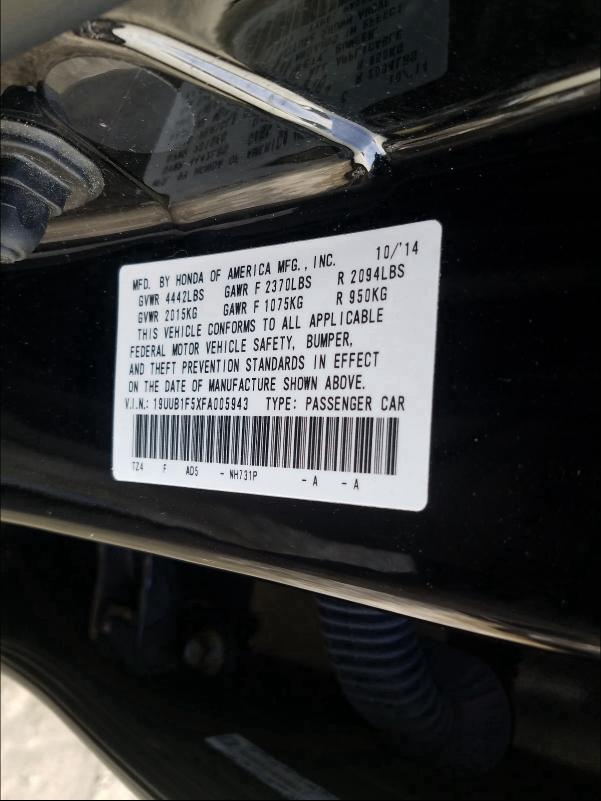 MFD. BY HONDA OF AMERICA MFG., INC. 10/'14
GVWR 4442LBS GAWR F 2370LBS R 2094LBS
GVWR 2015KG GAWR F 1075KG R 950KG
THIS VEHICLE CONFORMS TO ALL APPLICABLE
FEDERAL MOTOR VEHICLE SAFETY, BUMPER,
AND THEFT PREVENTION STANDARDS IN EFFECT
ON THE DATE OF MANUFACTURE SHOWN ABOVE.
V.I.N.: 19UUB1F5XFA005943 TYPE: PASSENGER CAR
TZ4 F AD5 - NH731P - A - A